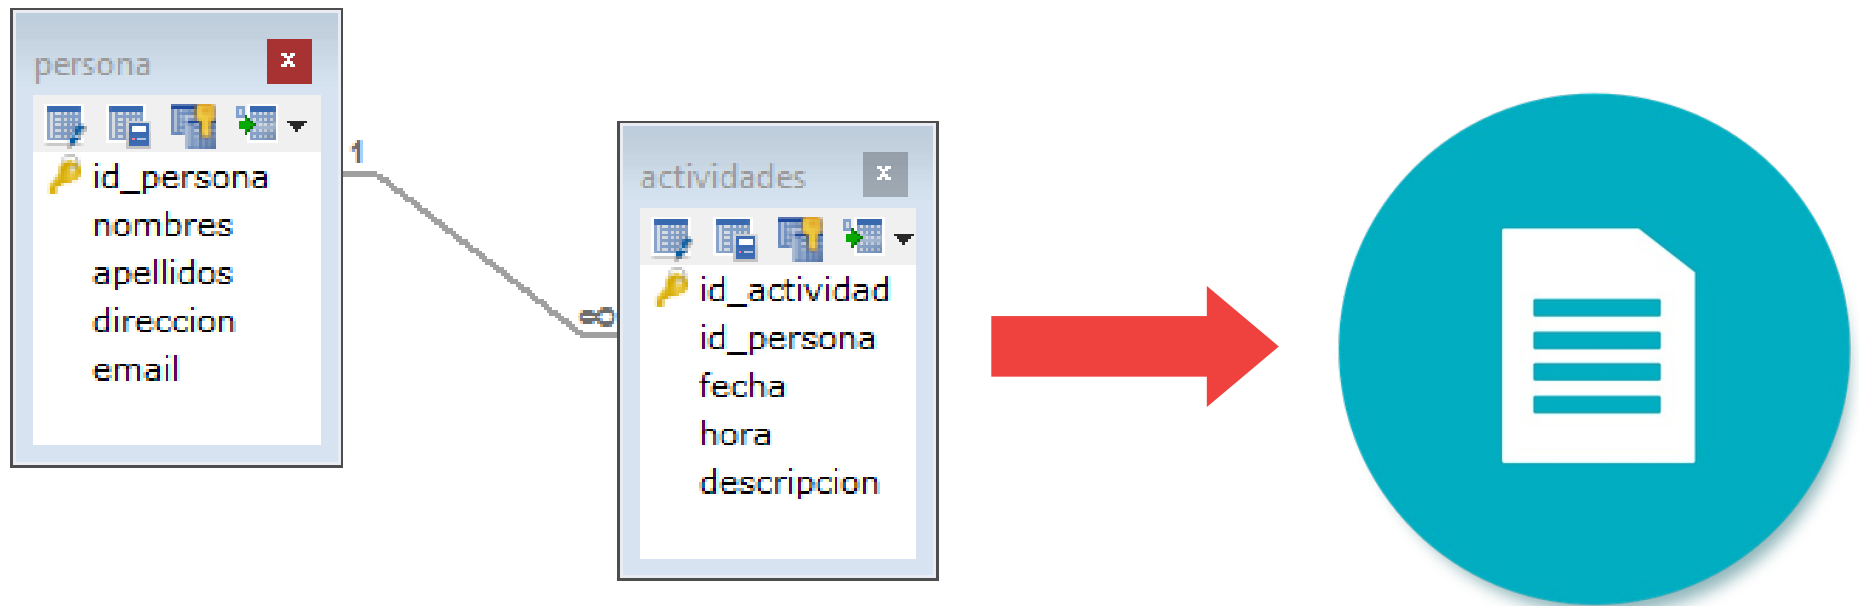 persona
id_persona
nombres
apellidos
direccion
email
1
∞
actividades
id_actividad
id_persona
fecha
hora
descripcion